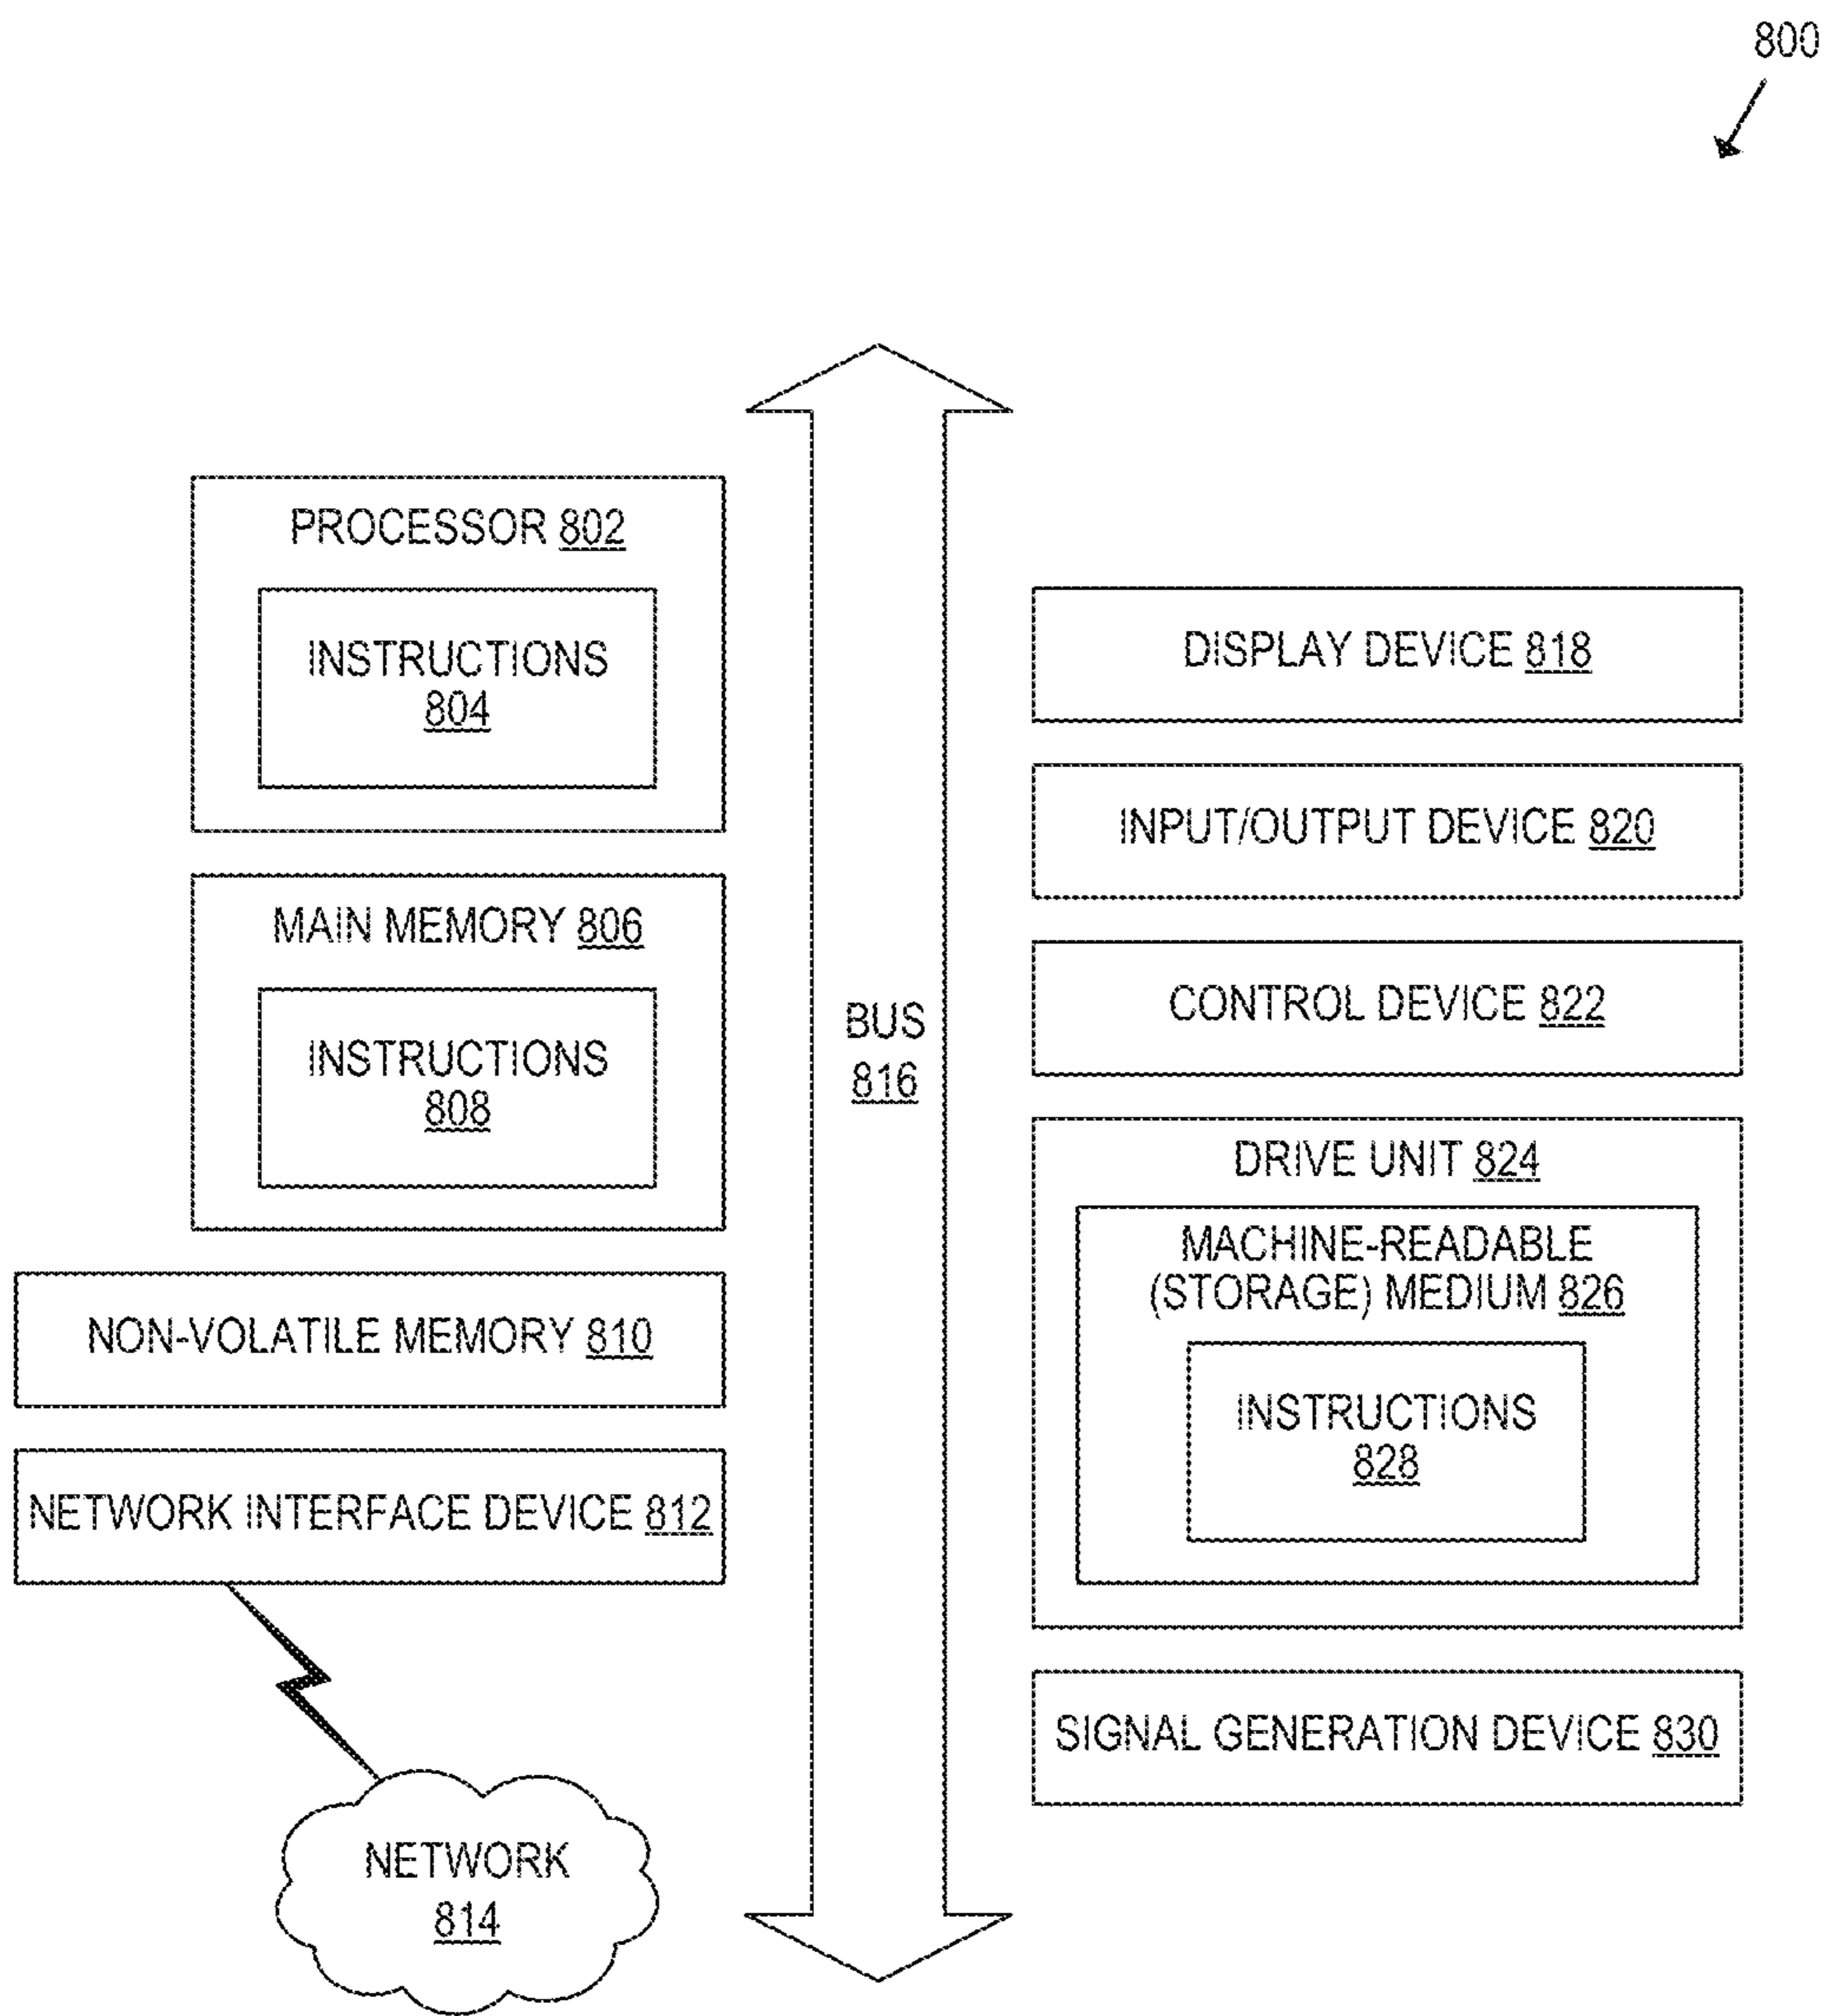 800
PROCESSOR 802
INSTRUCTIONS
804
MAIN MEMORY 806
INSTRUCTIONS
808
NON-VOLATILE MEMORY 810
NETWORK INTERFACE DEVICE 812
NETWORK
814
BUS
816
DISPLAY DEVICE 818
INPUT/OUTPUT DEVICE 820
CONTROL DEVICE 822
DRIVE UNIT 824
MACHINE-READABLE
(STORAGE) MEDIUM 826
INSTRUCTIONS
828
SIGNAL GENERATION DEVICE 830